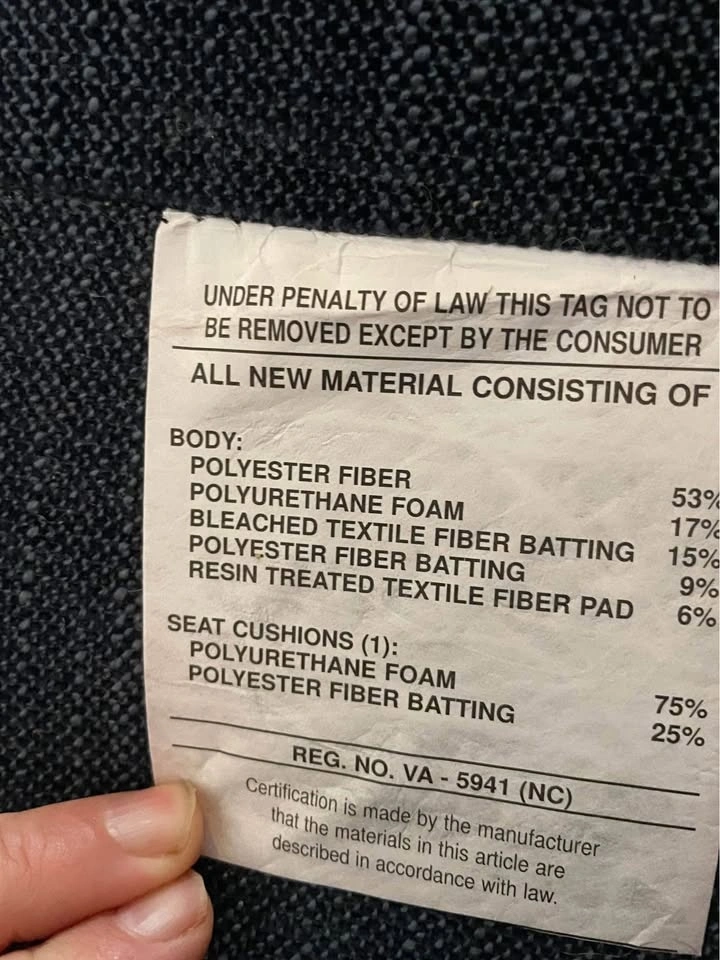 UNDER PENALTY OF LAW THIS TAG NOT TO
BE REMOVED EXCEPT BY THE CONSUMER
ALL NEW MATERIAL CONSISTING OF
BODY:
POLYESTER FIBER 53%
POLYURETHANE FOAM 17%
BLEACHED TEXTILE FIBER BATTING 15%
POLYESTER FIBER BATTING 9%
RESIN TREATED TEXTILE FIBER PAD 6%
SEAT CUSHIONS (1):
POLYURETHANE FOAM 75%
POLYESTER FIBER BATTING 25%
REG. NO. VA - 5941 (NC)
Certification is made by the manufacturer
that the materials in this article are
described in accordance with law.